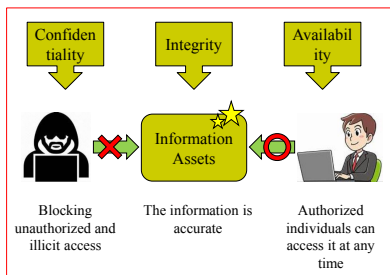 Confiden
tiality
Integrity
Availabil
ity
Information
Assets
Blocking
unauthorized and
illicit access
The information is
accurate
Authorized
individuals can
access it at any
time